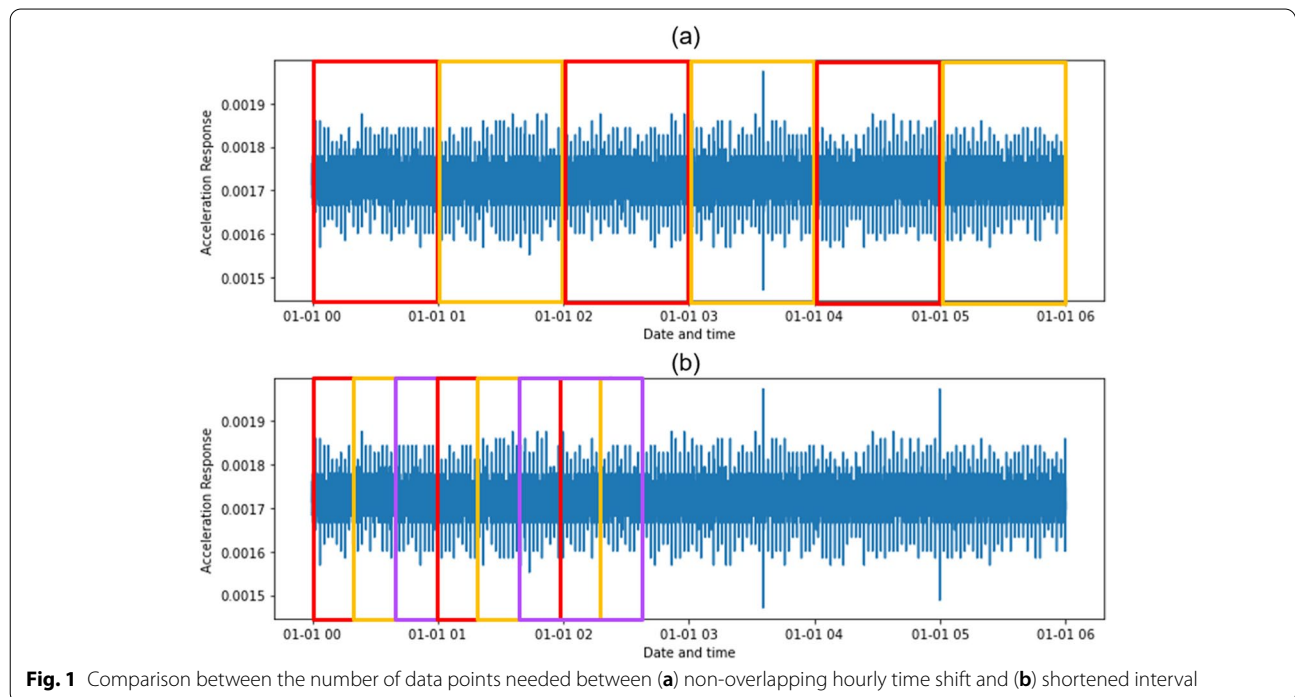 (a)
Acceleration Response
0.0019
0.0018
0.0017
0.0016
0.0015
01-01 00 01-01 01 01-01 02 01-01 03 01-01 04 01-01 05 01-01 06
Date and time
(b)
Acceleration Response
0.0019
0.0018
0.0017
0.0016
0.0015
01-01 00 01-01 01 01-01 02 01-01 03 01-01 04 01-01 05 01-01 06
Date and time
Fig. 1 Comparison between the number of data points needed between (a) non-overlapping hourly time shift and (b) shortened interval